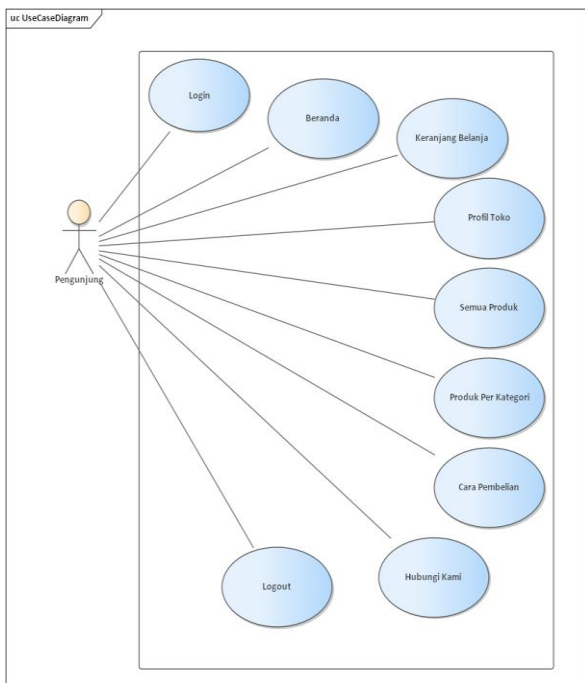 uc UseCaseDiagram
Login
Beranda
Keranjang Belanja
Profil Toko
Pengunjung
Semua Produk
Produk Per Kategori
Cara Pembelian
Hubungi Kami
Logout